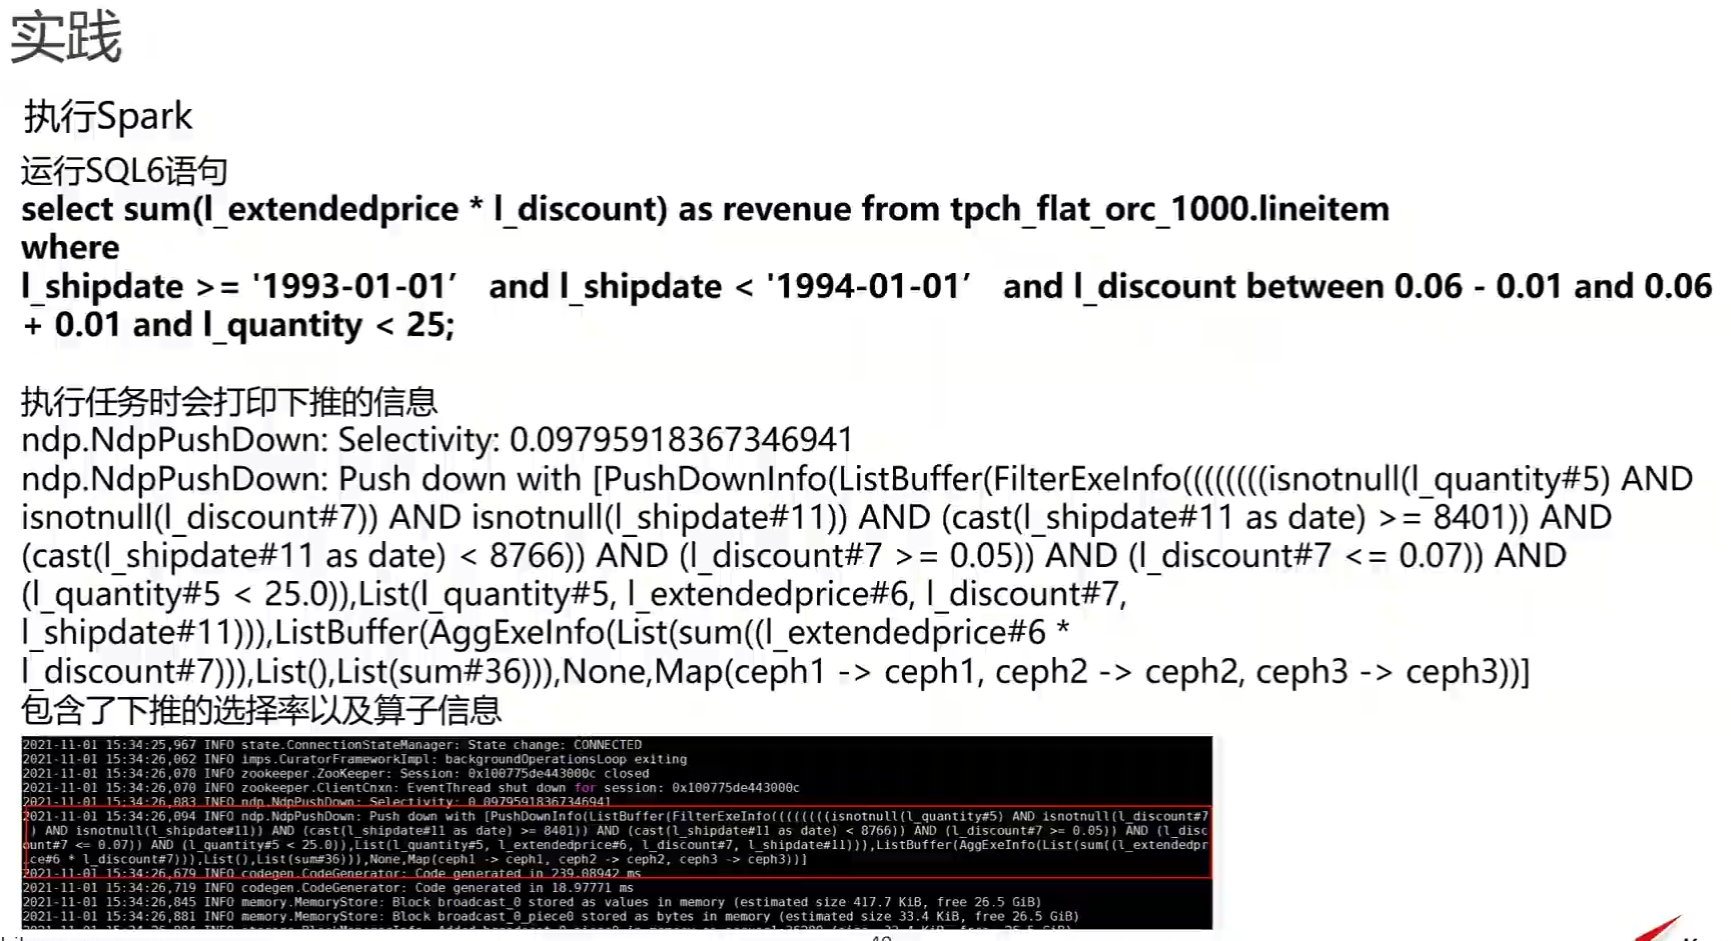 实践
执行Spark
运行SQL6语句
select sum(l_extendedprice * l_discount) as revenue from tpch_flat_orc_1000.lineitem
where
l_shipdate >= '1993-01-01’ and l_shipdate < '1994-01-01’ and l_discount between 0.06 - 0.01 and 0.06
+ 0.01 and l_quantity < 25;
执行任务时会打印下推的信息
ndp.NdpPushDown: Selectivity: 0.09795918367346941
ndp.NdpPushDown: Push down with [PushDownInfo(ListBuffer(FilterExeInfo((((((((isnotnull(l_quantity#5) AND
isnotnull(l_discount#7)) AND isnotnull(l_shipdate#11)) AND (cast(l_shipdate#11 as date) >= 8401)) AND
(cast(l_shipdate#11 as date) < 8766)) AND (l_discount#7 >= 0.05)) AND (l_discount#7 <= 0.07)) AND
(l_quantity#5 < 25.0)),List(l_quantity#5, l_extendedprice#6, l_discount#7,
l_shipdate#11))),ListBuffer(AggExeInfo(List(sum((l_extendedprice#6 *
l_discount#7))),List(),List(sum#36))),None,Map(ceph1 -> ceph1, ceph2 -> ceph2, ceph3 -> ceph3))]
包含了下推的选择率以及算子信息
2021-11-01 15:34:25,967 INFO state.ConnectionStateManager: State change: CONNECTED
2021-11-01 15:34:26,062 INFO imps.CuratorFrameworkImpl: backgroundOperationsLoop exiting
2021-11-01 15:34:26,070 INFO zookeeper.ZooKeeper: Session: 0x100775de443000c closed
2021-11-01 15:34:26,070 INFO zookeeper.ClientCnxn: EventThread shut down for session: 0x100775de443000c
2021-11-01 15:34:26,083 INFO ndp.NdpPushDown: Selectivity: 0.09795918367346941
2021-11-01 15:34:26,094 INFO ndp.NdpPushDown: Push down with [PushDownInfo(ListBuffer(FilterExeInfo((((((((isnotnull(l_quantity#5) AND isnotnull(l_discount#7
) AND isnotnull(l_shipdate#11)) AND (cast(l_shipdate#11 as date) >= 8401)) AND (cast(l_shipdate#11 as date) < 8766)) AND (l_discount#7 >= 0.05)) AND (l_disc
ount#7 <= 0.07)) AND (l_quantity#5 < 25.0)),List(l_quantity#5, l_extendedprice#6, l_discount#7, l_shipdate#11))),ListBuffer(AggExeInfo(List(sum((l_extendedpr
ice#6 * l_discount#7))),List(),List(sum#36))),None,Map(ceph1 -> ceph1, ceph2 -> ceph2, ceph3 -> ceph3))]
2021-11-01 15:34:26,679 INFO codegen.CodeGenerator: Code generated in 239.08942 ms
2021-11-01 15:34:26,719 INFO codegen.CodeGenerator: Code generated in 18.97771 ms
2021-11-01 15:34:26,845 INFO memory.MemoryStore: Block broadcast_0 stored as values in memory (estimated size 417.7 KiB, free 26.5 GiB)
2021-11-01 15:34:26,881 INFO memory.MemoryStore: Block broadcast_0_piece0 stored as bytes in memory (estimated size 33.4 KiB, free 26.5 GiB)